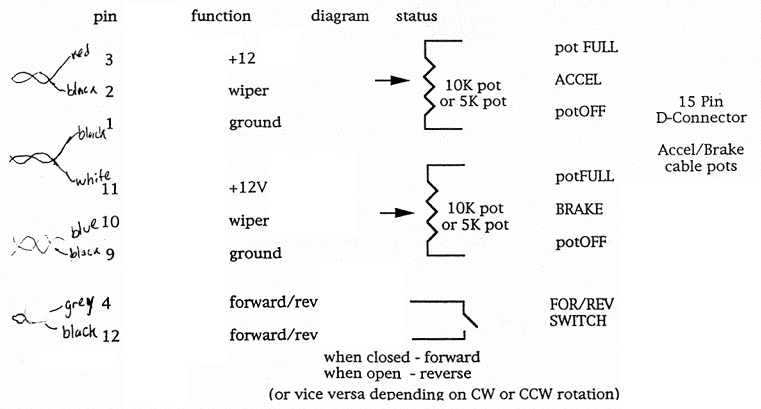 pin function diagram status
red 3 +12 pot FULL
black 2 wiper 10K pot ACCEL
or 5K pot
black 1 ground potOFF
15 Pin
D-Connector
Accel/Brake
cable pots
white 11 +12V potFULL
blue 10 wiper 10K pot BRAKE
or 5K pot
black 9 ground potOFF
grey 4 forward/rev FOR/REV
SWITCH
black 12 forward/rev
when closed - forward
when open - reverse
(or vice versa depending on CW or CCW rotation)